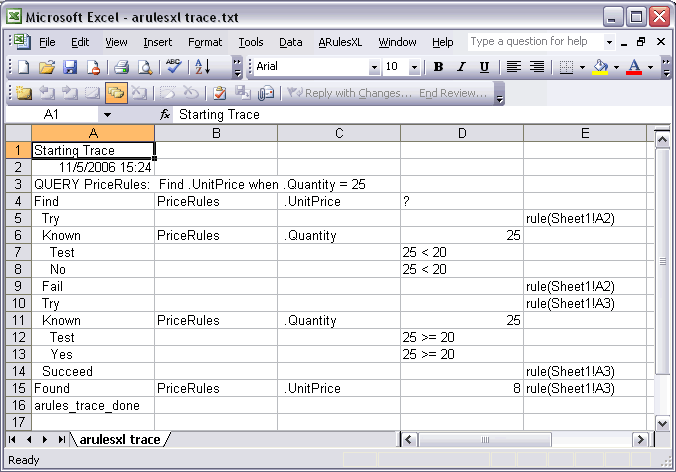 Microsoft Excel - arulesxl trace.txt
File Edit View Insert Format Tools Data ARulesXL Window Help Type a question for help
Arial 10 B I U A
Reply with Changes... End Review...
A1 fx Starting Trace
A B C D E
1 Starting Trace
2 11/5/2006 15:24
3 QUERY PriceRules: Find .UnitPrice when .Quantity = 25
4 Find PriceRules .UnitPrice ?
5 Try rule(Sheet1!A2)
6 Known PriceRules .Quantity 25
7 Test 25 < 20
8 No 25 < 20
9 Fail rule(Sheet1!A2)
10 Try rule(Sheet1!A3)
11 Known PriceRules .Quantity 25
12 Test 25 >= 20
13 Yes 25 >= 20
14 Succeed rule(Sheet1!A3)
15 Found PriceRules .UnitPrice 8 rule(Sheet1!A3)
16 arules_trace_done
17
arulesxl trace
Ready